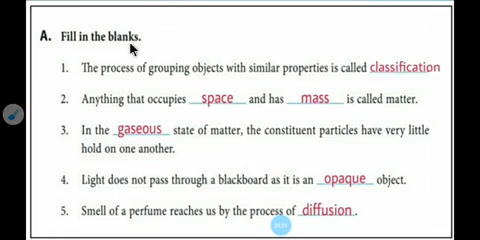 A. Fill in the blanks.
1. The process of grouping objects with similar properties is called classification
2. Anything that occupies space and has mass is called matter.
3. In the gaseous state of matter, the constituent particles have very little
hold on one another.
4. Light does not pass through a blackboard as it is an opaque object.
5. Smell of a perfume reaches us by the process of diffusion.